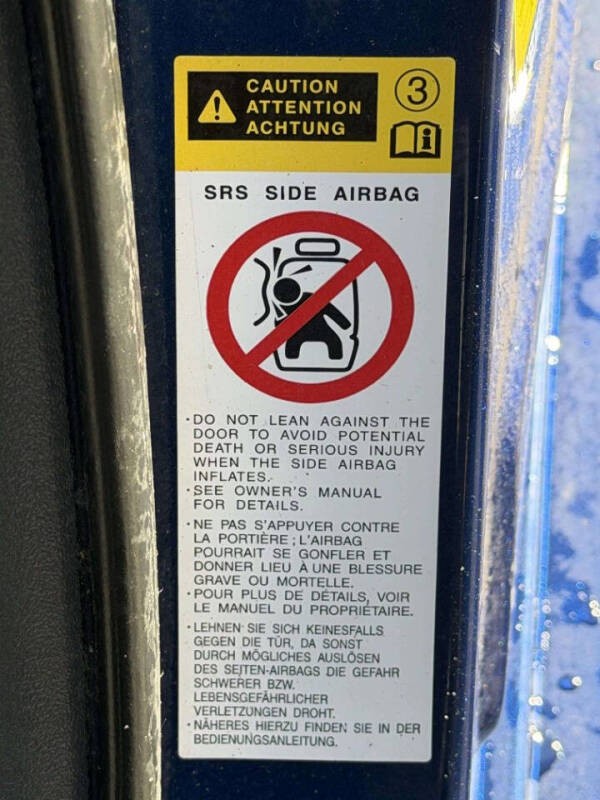 CAUTION
ATTENTION
ACHTUNG
3
i
SRS SIDE AIRBAG
·DO NOT LEAN AGAINST THE
DOOR TO AVOID POTENTIAL
DEATH OR SERIOUS INJURY
WHEN THE SIDE AIRBAG
INFLATES.
·SEE OWNER'S MANUAL
FOR DETAILS.
·NE PAS S'APPUYER CONTRE
LA PORTIÈRE ; L'AIRBAG
POURRAIT SE GONFLER ET
DONNER LIEU À UNE BLESSURE
GRAVE OU MORTELLE.
·POUR PLUS DE DÉTAILS, VOIR
LE MANUEL DU PROPRIÉTAIRE.
·LEHNEN SIE SICH KEINESFALLS
GEGEN DIE TÜR, DA SONST
DURCH MÖGLICHES AUSLÖSEN
DES SEITEN-AIRBAGS DIE GEFAHR
SCHWERER BZW.
LEBENSGEFÄHRLICHER
VERLETZUNGEN DROHT.
·NÄHERES HIERZU FINDEN SIE IN DER
BEDIENUNGSANLEITUNG.